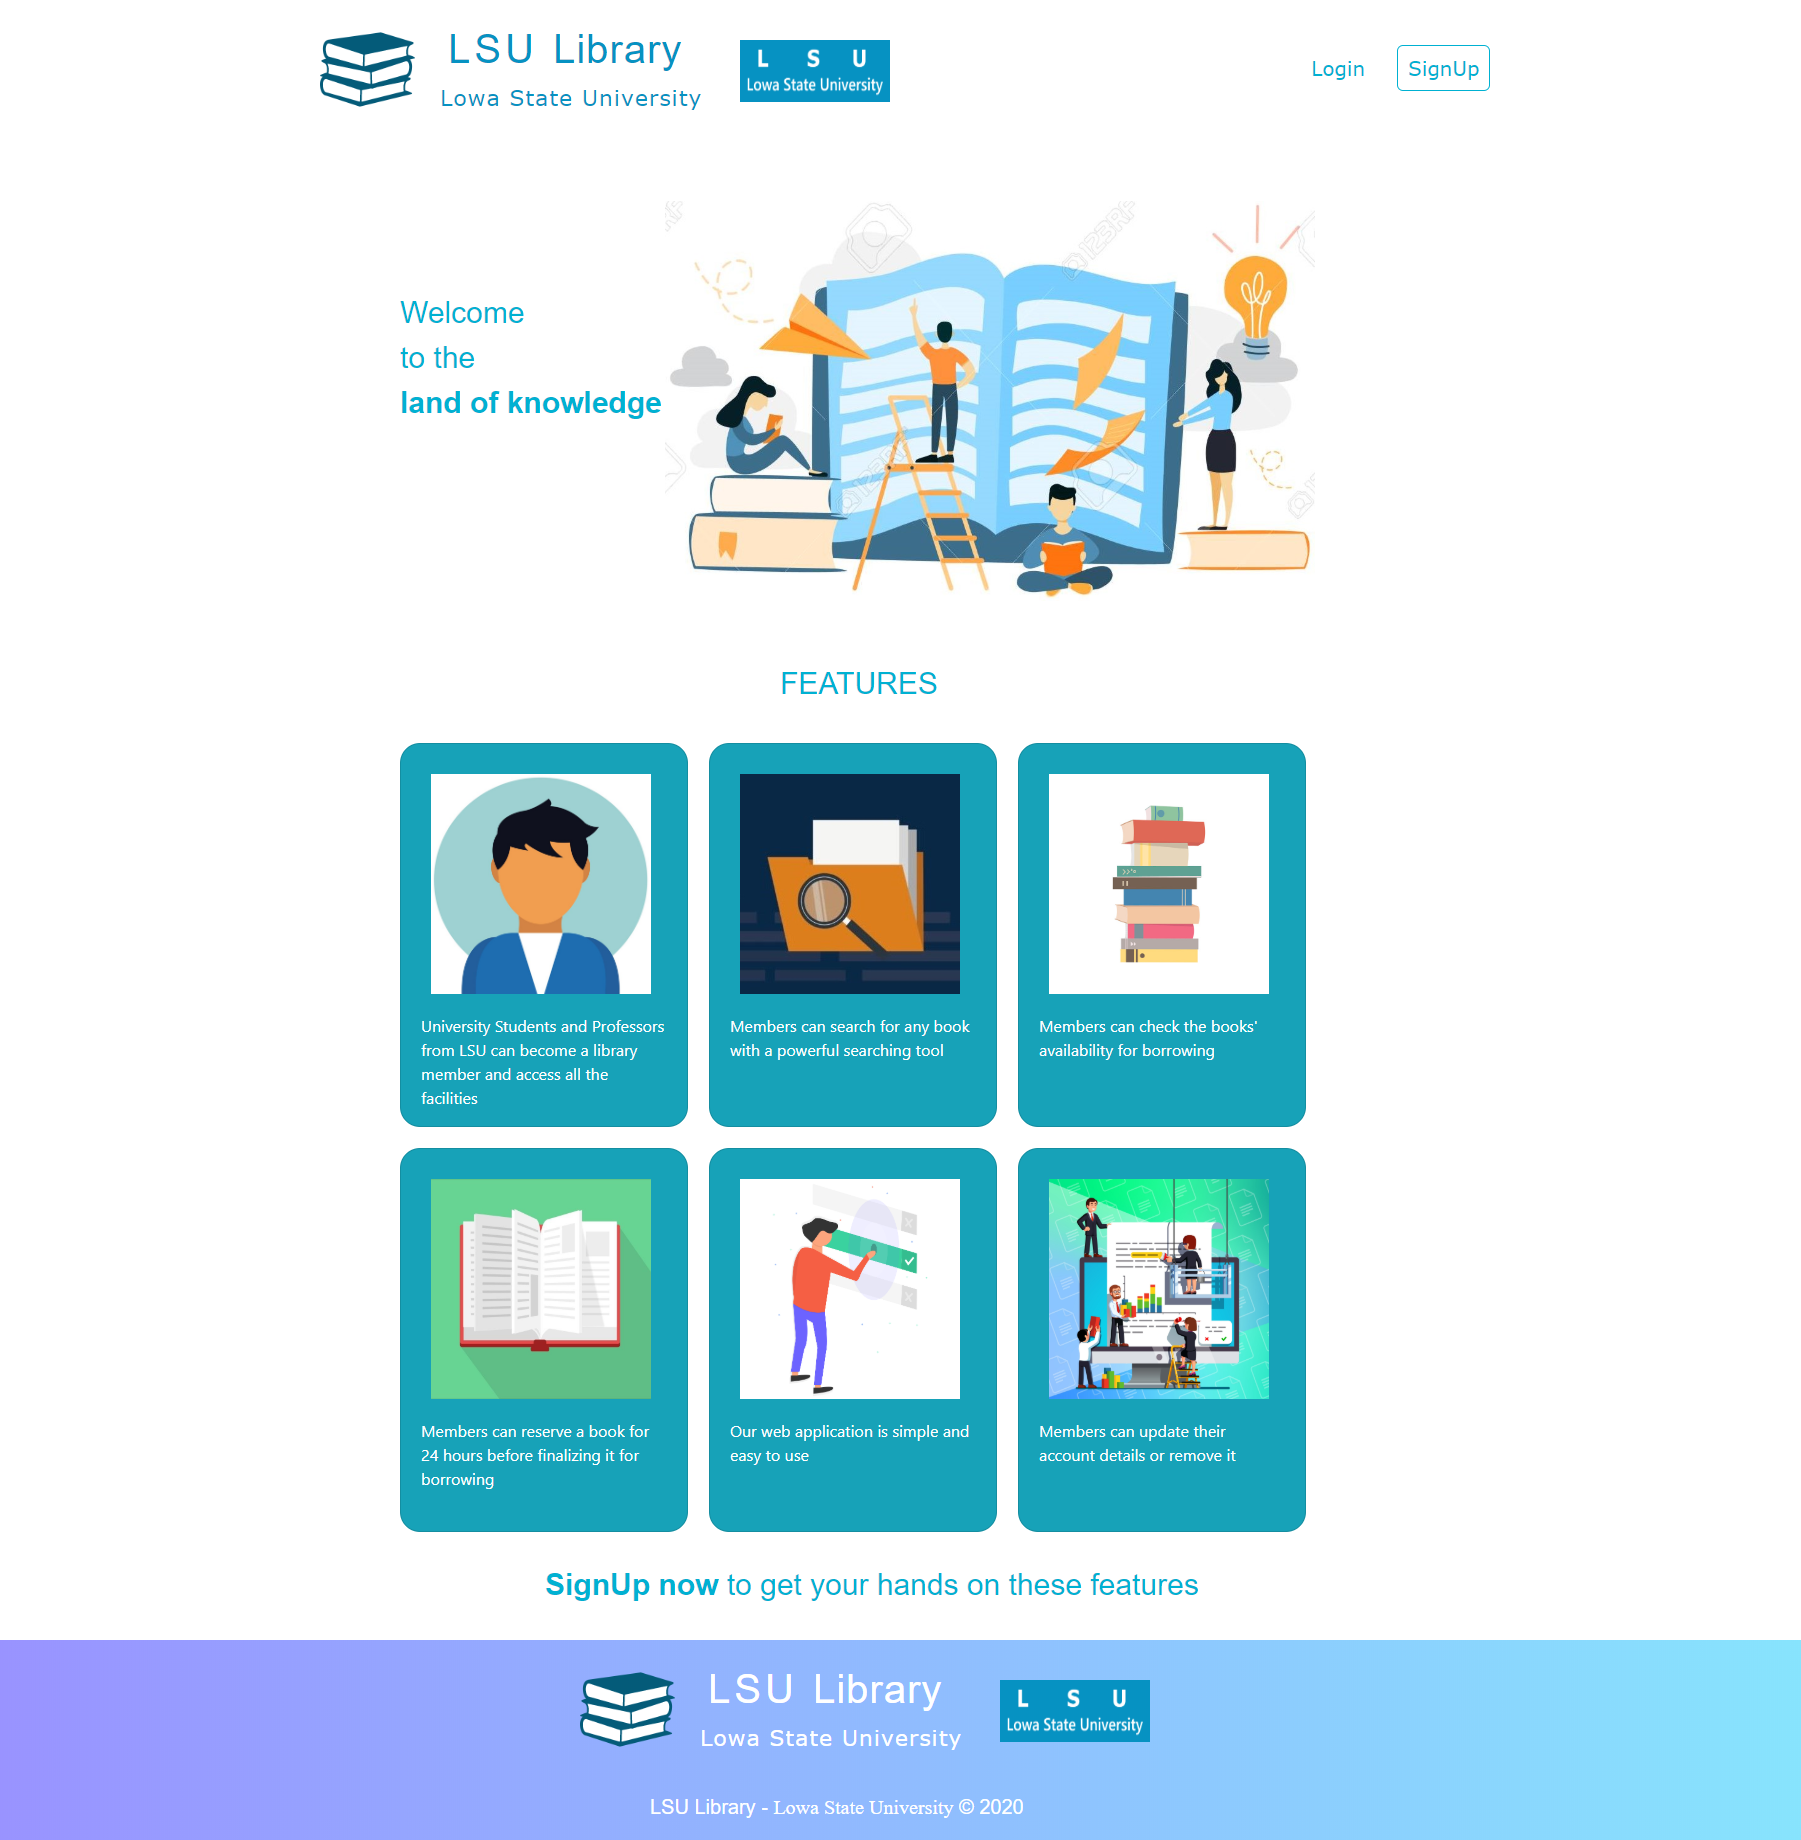 LSU Library
Lowa State University
L S U
Lowa State University
Login
SignUp
Welcome
to the
land of knowledge
123RF
123RF
FEATURES
University Students and Professors
from LSU can become a library
member and access all the
facilities
Members can search for any book
with a powerful searching tool
Members can check the books'
availability for borrowing
Members can reserve a book for
24 hours before finalizing it for
borrowing
Our web application is simple and
easy to use
Members can update their
account details or remove it
SignUp now to get your hands on these features
LSU Library
Lowa State University
L S U
Lowa State University
LSU Library - Lowa State University © 2020